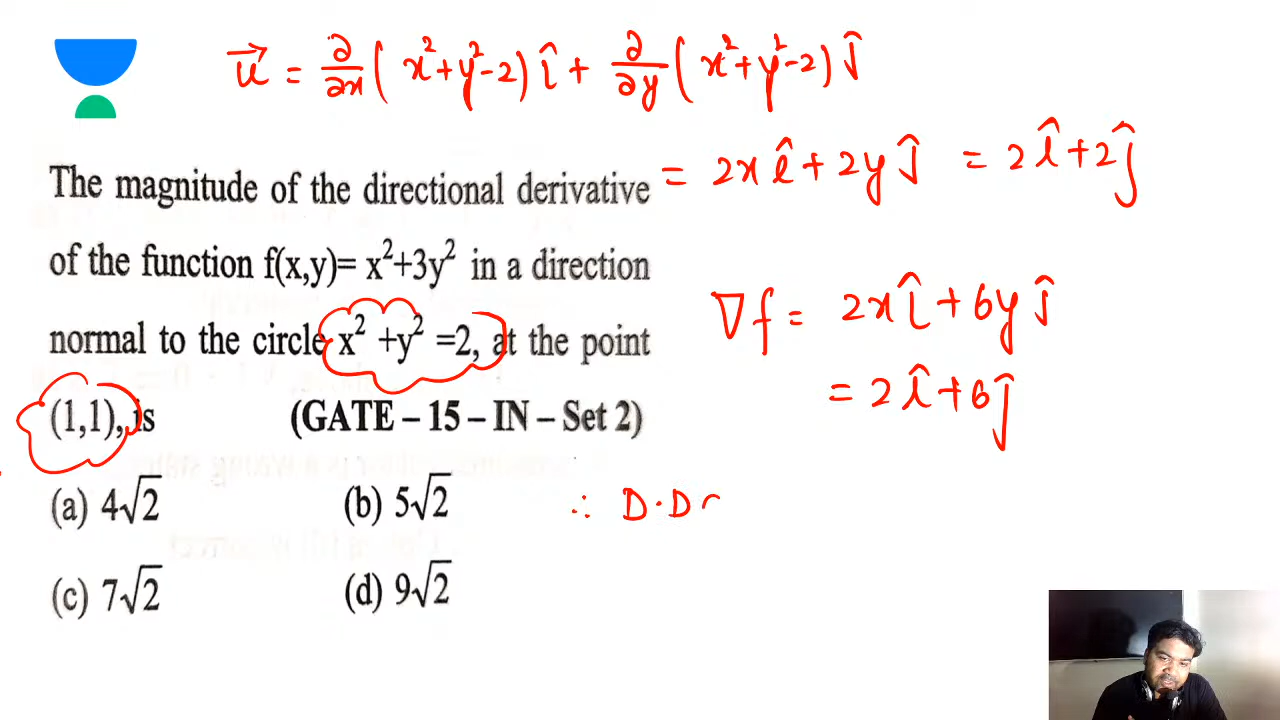 u⃗ = ∂/∂x ( x²+y²-2) î + ∂/∂y ( x²+y²-2) ĵ
= 2x î + 2y ĵ = 2 î + 2 ĵ
The magnitude of the directional derivative
of the function f(x,y)= x²+3y² in a direction
normal to the circle x² +y² =2, at the point
(1,1), is (GATE – 15 – IN – Set 2)
(a) 4√2 (b) 5√2
(c) 7√2 (d) 9√2
∇f = 2x î + 6y ĵ
= 2 î + 6 ĵ
∴ D.D